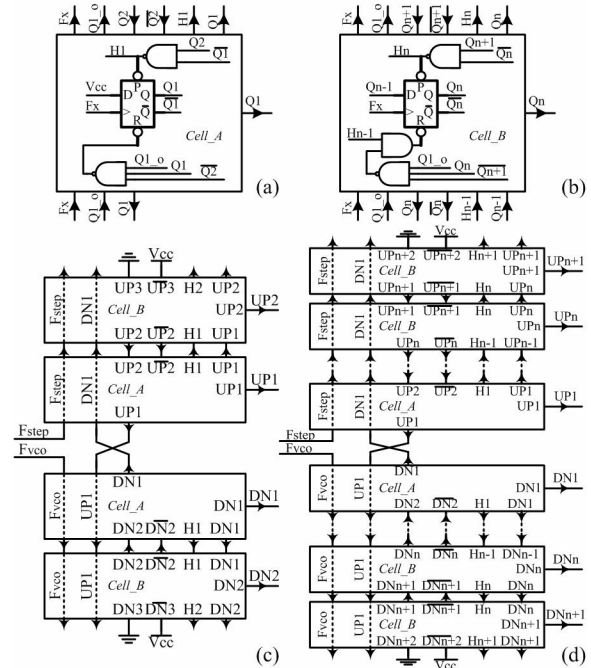 Fx Q1_o Q2 Q2 H1 Q1
H1 Q2
Q1
Vcc D P Q Q1
Fx > Q Q1
R Cell_A
Q1
Q1_o
Q1 Q2
Fx Q1_o Q1
(a)
Fx Q1_o Qn+1 Qn+1 Hn Qn
Hn Qn+1
Qn
Qn-1 D P Q Qn
Fx > Q Qn
Hn-1 R Cell_B
Qn
Q1_o
Qn Qn+1
Fx Q1_o Qn Qn Hn-1 Qn-1
(b)
Vcc
Fstep DN1 UP3 UP3 H2 UP2
Cell_B UP2 UP2
UP2 UP2 H1 UP1
Fstep DN1 UP2 UP2 H1 UP1
Cell_A UP1 UP1
UP1
Fstep
Fvco
DN1
Fvco UP1 Cell_A DN1 DN1
DN2 DN2 H1 DN1
Fvco UP1 DN2 DN2 H1 DN1
Cell_B DN2 DN2
DN3 DN3 H2 DN2
Vcc
(c)
Vcc
Fstep DN1 UPn+2 UPn+2 Hn+1 UPn+1
Cell_B UPn+1 UPn+1
UPn+1 UPn+1 Hn UPn
Fstep DN1 UPn+1 UPn+1 Hn UPn
Cell_B UPn UPn
UPn UPn Hn-1 UPn-1
Fstep DN1 UP2 UP2 H1 UP1
Cell_A UP1 UP1
UP1
Fstep
Fvco
DN1
Fvco UP1 Cell_A DN1 DN1
DN2 DN2 H1 DN1
Fvco UP1 DNn DNn Hn-1 DNn-1
Cell_B DNn DNn
DNn+1 DNn+1 Hn DNn
Fvco UP1 DNn+1 DNn+1 Hn DNn
Cell_B DNn+1 DNn+1
DNn+2 DNn+2 Hn+1 DNn+1
Vcc
(d)